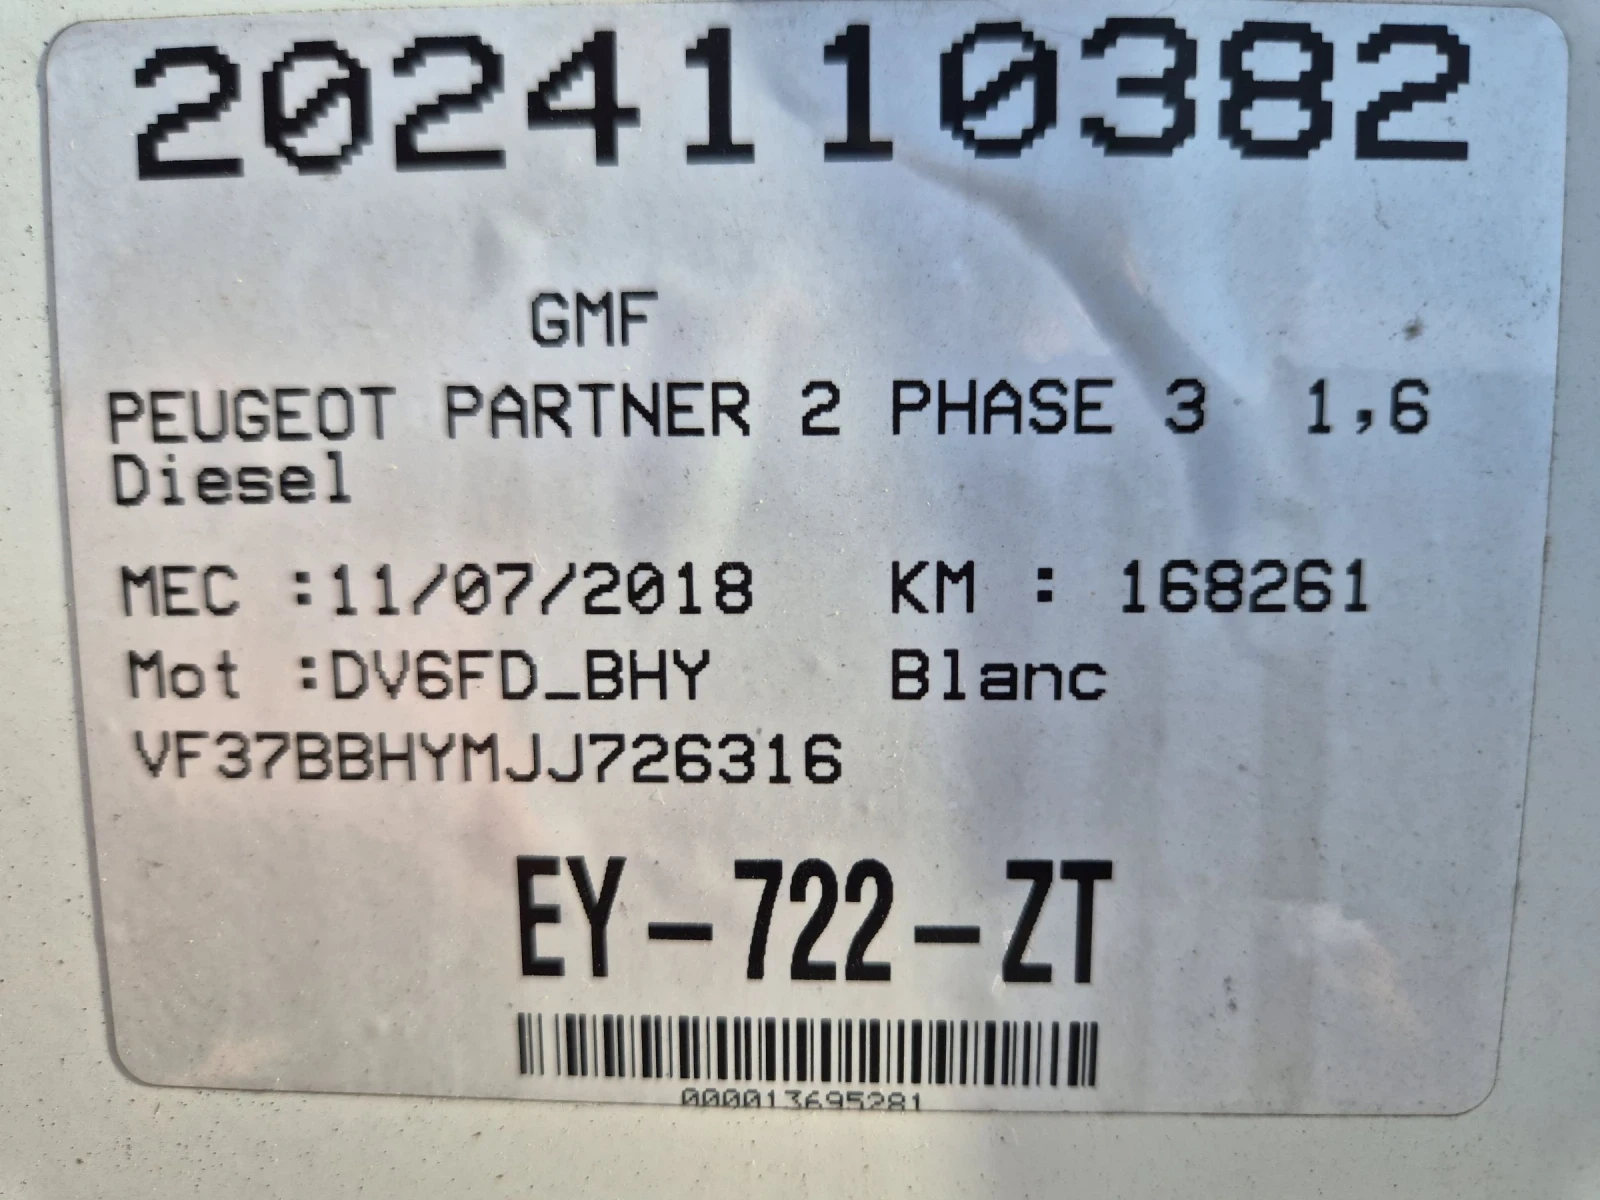 2024110382
GMF
PEUGEOT PARTNER 2 PHASE 3 1,6
Diesel
MEC :11/07/2018 KM : 168261
Mot :DV6FD_BHY Blanc
VF37BBHYMJJ726316
EY-722-ZT
000013695281